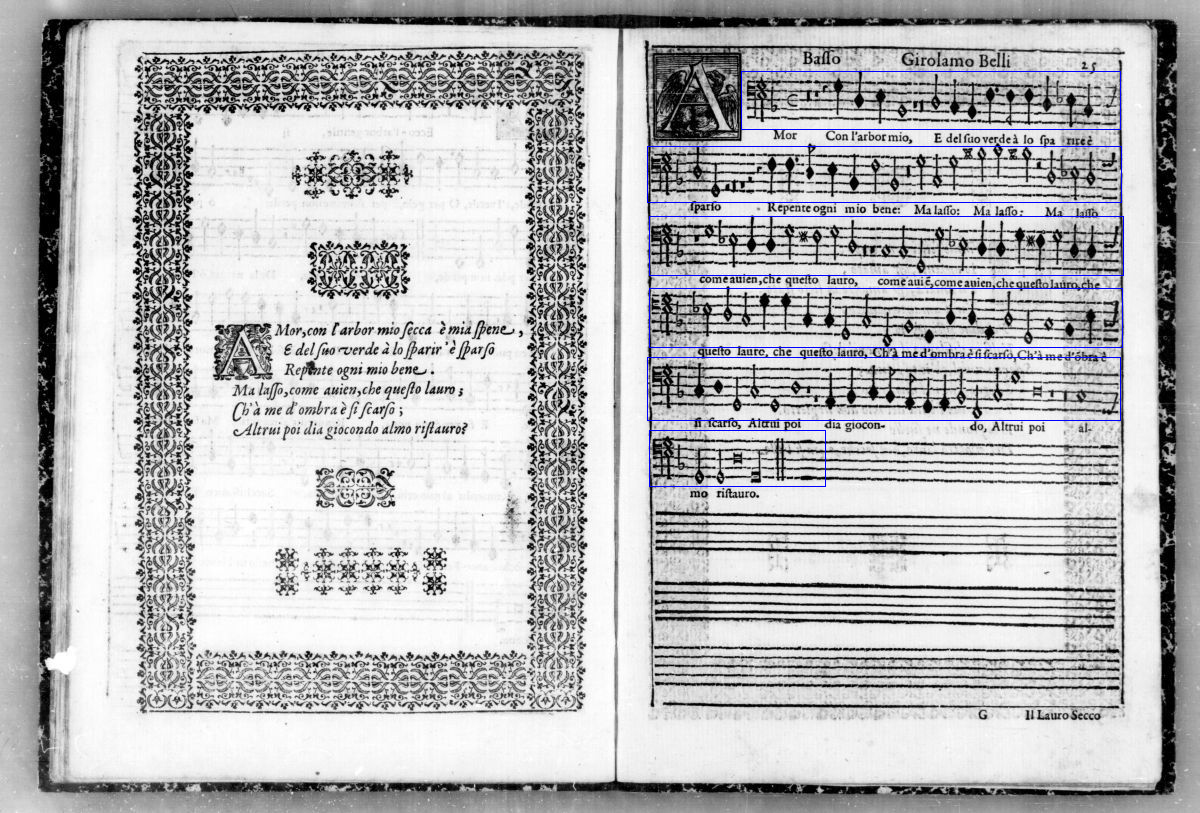 AMor, con l'arbor mio secca è mia spene,
E del suo verde à lo sparir' è sparso
Repente ogni mio bene.
Ma lasso, come auien, che questo lauro;
Ch'à me d'ombra è si scarso;
Altrui poi dia giocondo almo ristauro?
Basso Girolamo Belli 25
A Mor Con l'arbor mio, E del suo verde à lo spa rire è
sparso Repente ogni mio bene: Ma lasso: Ma lasso: Ma lasso
come auien, che questo lauro, come auiē, come auien, che questo lauro, che
questo lauro, che questo lauro, Ch'à me d'ombra è si scarso, Ch'à me d'ōbra è
si scarso, Altrui poi dia giocon- do, Altrui poi al-
mo ristauro.
G Il Lauro Secco